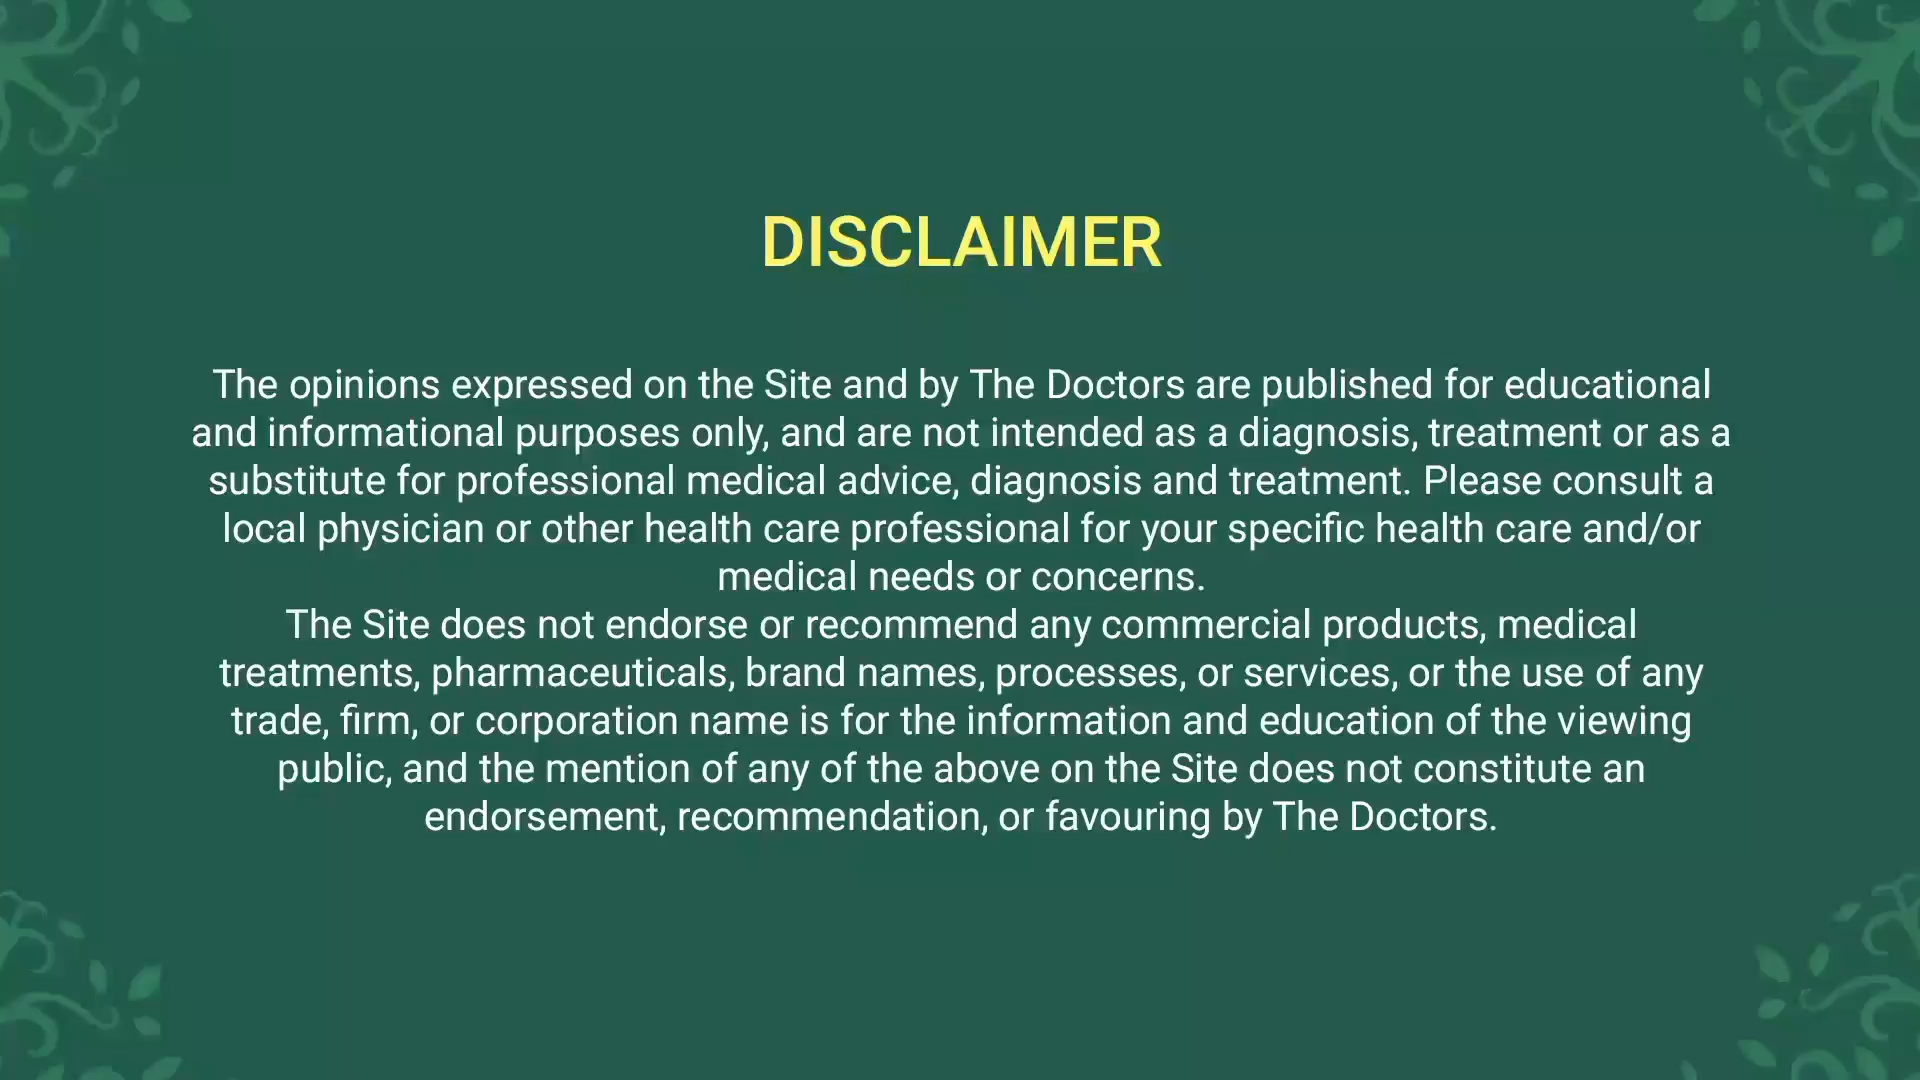 DISCLAIMER
The opinions expressed on the Site and by The Doctors are published for educational
and informational purposes only, and are not intended as a diagnosis, treatment or as a
substitute for professional medical advice, diagnosis and treatment. Please consult a
local physician or other health care professional for your specific health care and/or
medical needs or concerns.
The Site does not endorse or recommend any commercial products, medical
treatments, pharmaceuticals, brand names, processes, or services, or the use of any
trade, firm, or corporation name is for the information and education of the viewing
public, and the mention of any of the above on the Site does not constitute an
endorsement, recommendation, or favouring by The Doctors.